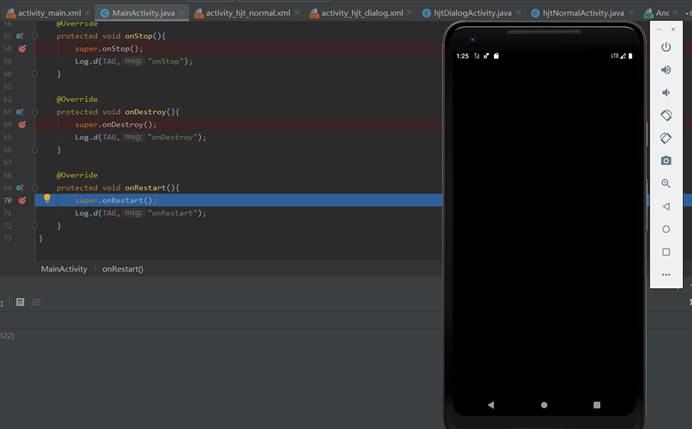 activity_main.xml MainActivity.java activity_hjt_normal.xml activity_hjt_dialog.xml hjtDialogActivity.java hjtNormalActivity.java And
56 @Override
57 protected void onStop(){
58 super.onStop();
59 Log.d(TAG, msg: "onStop");
60 }
61
62 @Override
63 protected void onDestroy(){
64 super.onDestroy();
65 Log.d(TAG, msg: "onDestroy");
66 }
67
68 @Override
69 protected void onRestart(){
70 super.onRestart();
71 Log.d(TAG, msg: "onRestart");
72 }
73 }
MainActivity › onRestart()
322)
1:25 LTE